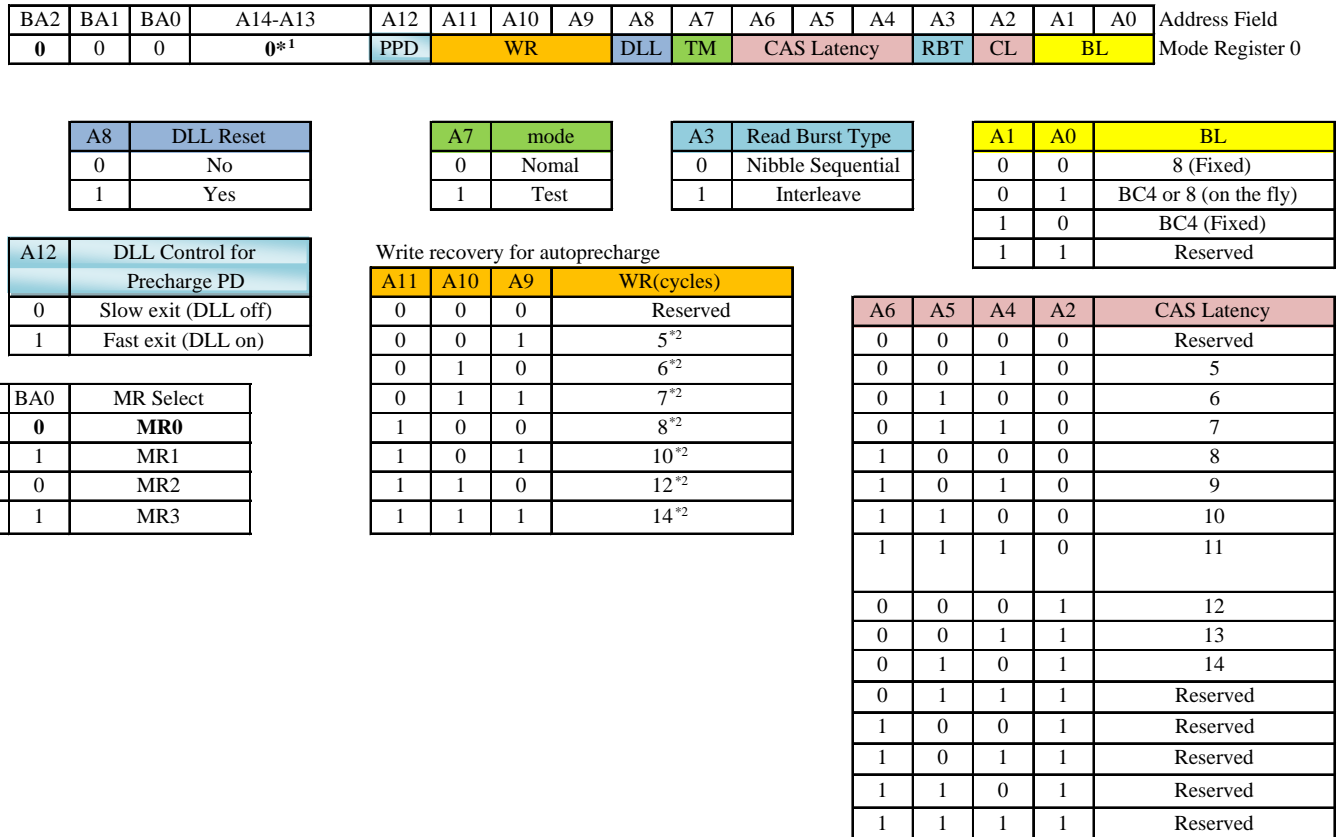 BA2 BA1 BA0 A14-A13 A12 A11 A10 A9 A8 A7 A6 A5 A4 A3 A2 A1 A0 Address Field
0 0 0 0*1 PPD WR DLL TM CAS Latency RBT CL BL Mode Register 0
A8 DLL Reset
0 No
1 Yes
A7 mode
0 Nomal
1 Test
A3 Read Burst Type
0 Nibble Sequential
1 Interleave
A1 A0 BL
0 0 8 (Fixed)
0 1 BC4 or 8 (on the fly)
1 0 BC4 (Fixed)
1 1 Reserved
A12 DLL Control for
Precharge PD
0 Slow exit (DLL off)
1 Fast exit (DLL on)
BA0 MR Select
0 MR0
1 MR1
0 MR2
1 MR3
Write recovery for autoprecharge
A11 A10 A9 WR(cycles)
0 0 0 Reserved
0 0 1 5*2
0 1 0 6*2
0 1 1 7*2
1 0 0 8*2
1 0 1 10*2
1 1 0 12*2
1 1 1 14*2
A6 A5 A4 A2 CAS Latency
0 0 0 0 Reserved
0 0 1 0 5
0 1 0 0 6
0 1 1 0 7
1 0 0 0 8
1 0 1 0 9
1 1 0 0 10
1 1 1 0 11
0 0 0 1 12
0 0 1 1 13
0 1 0 1 14
0 1 1 1 Reserved
1 0 0 1 Reserved
1 0 1 1 Reserved
1 1 0 1 Reserved
1 1 1 1 Reserved